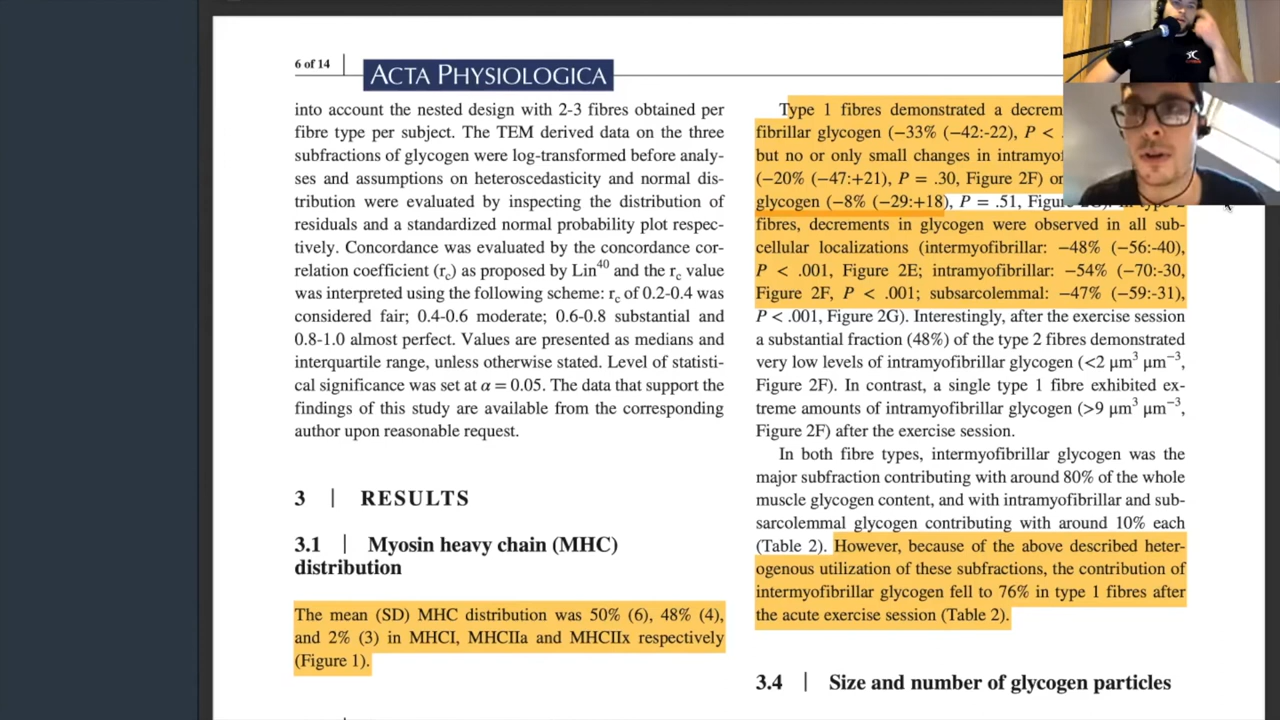 6 of 14
ACTA PHYSIOLOGICA
into account the nested design with 2-3 fibres obtained per
fibre type per subject. The TEM derived data on the three
subfractions of glycogen were log-transformed before analy-
ses and assumptions on heteroscedasticity and normal dis-
tribution were evaluated by inspecting the distribution of
residuals and a standardized normal probability plot respec-
tively. Concordance was evaluated by the concordance cor-
relation coefficient (rc) as proposed by Lin40 and the rc value
was interpreted using the following scheme: rc of 0.2-0.4 was
considered fair; 0.4-0.6 moderate; 0.6-0.8 substantial and
0.8-1.0 almost perfect. Values are presented as medians and
interquartile range, unless otherwise stated. Level of statisti-
cal significance was set at α = 0.05. The data that support the
findings of this study are available from the corresponding
author upon reasonable request.
3 | RESULTS
3.1 | Myosin heavy chain (MHC)
distribution
The mean (SD) MHC distribution was 50% (6), 48% (4),
and 2% (3) in MHCI, MHCIIa and MHCIIx respectively
(Figure 1).
Type 1 fibres demonstrated a
fibrillar glycogen (−33% (−42:-22), P <
but no or only small changes in
(−20% (−47:+21), P = .30, Figure 2F)
glycogen (−8% (−29:+18), P = .51,
fibres, decrements in glycogen were observed in all sub-
cellular localizations (intermyofibrillar: −48% (−56:-40),
P < .001, Figure 2E; intramyofibrillar: −54% (−70:-30,
Figure 2F, P < .001; subsarcolemmal: −47% (−59:-31),
P < .001, Figure 2G). Interestingly, after the exercise session
a substantial fraction (48%) of the type 2 fibres demonstrated
very low levels of intramyofibrillar glycogen (<2 μm3 μm−3,
Figure 2F). In contrast, a single type 1 fibre exhibited ex-
treme amounts of intramyofibrillar glycogen (>9 μm3 μm−3,
Figure 2F) after the exercise session.
In both fibre types, intermyofibrillar glycogen was the
major subfraction contributing with around 80% of the whole
muscle glycogen content, and with intramyofibrillar and sub-
sarcolemmal glycogen contributing with around 10% each
(Table 2). However, because of the above described heter-
ogenous utilization of these subfractions, the contribution of
intermyofibrillar glycogen fell to 76% in type 1 fibres after
the acute exercise session (Table 2).
3.4 | Size and number of glycogen particles